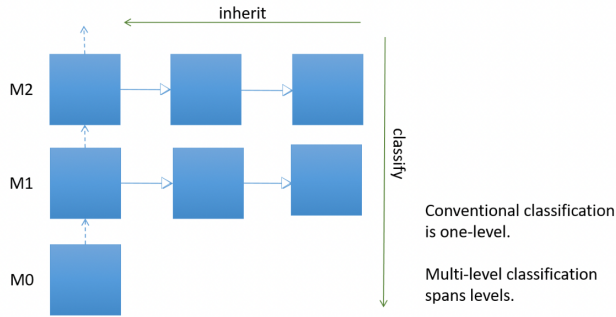 inherit
M2
M1
classify
M0
Conventional classification
is one-level.
Multi-level classification
spans levels.